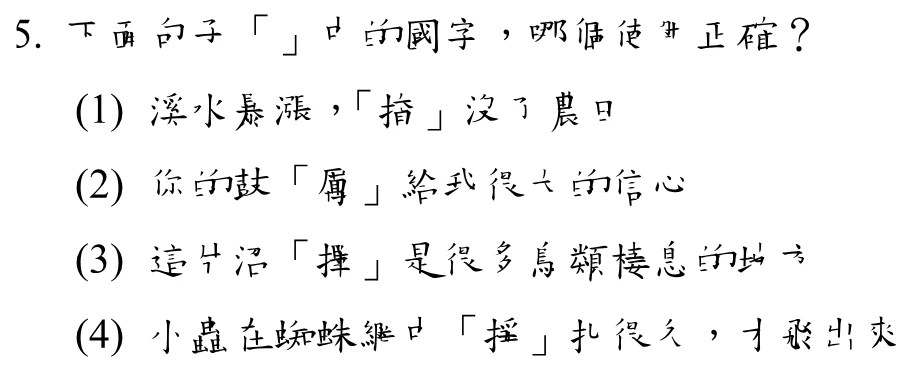 5. 下面句子「」中的國字，哪個使用正確？
(1) 溪水暴漲，「掩」沒了農田
(2) 你的鼓「厲」給我很大的信心
(3) 這片沼「擇」是很多鳥類棲息的地方
(4) 小蟲在蜘蛛網中「掙」扎很久，才飛出來